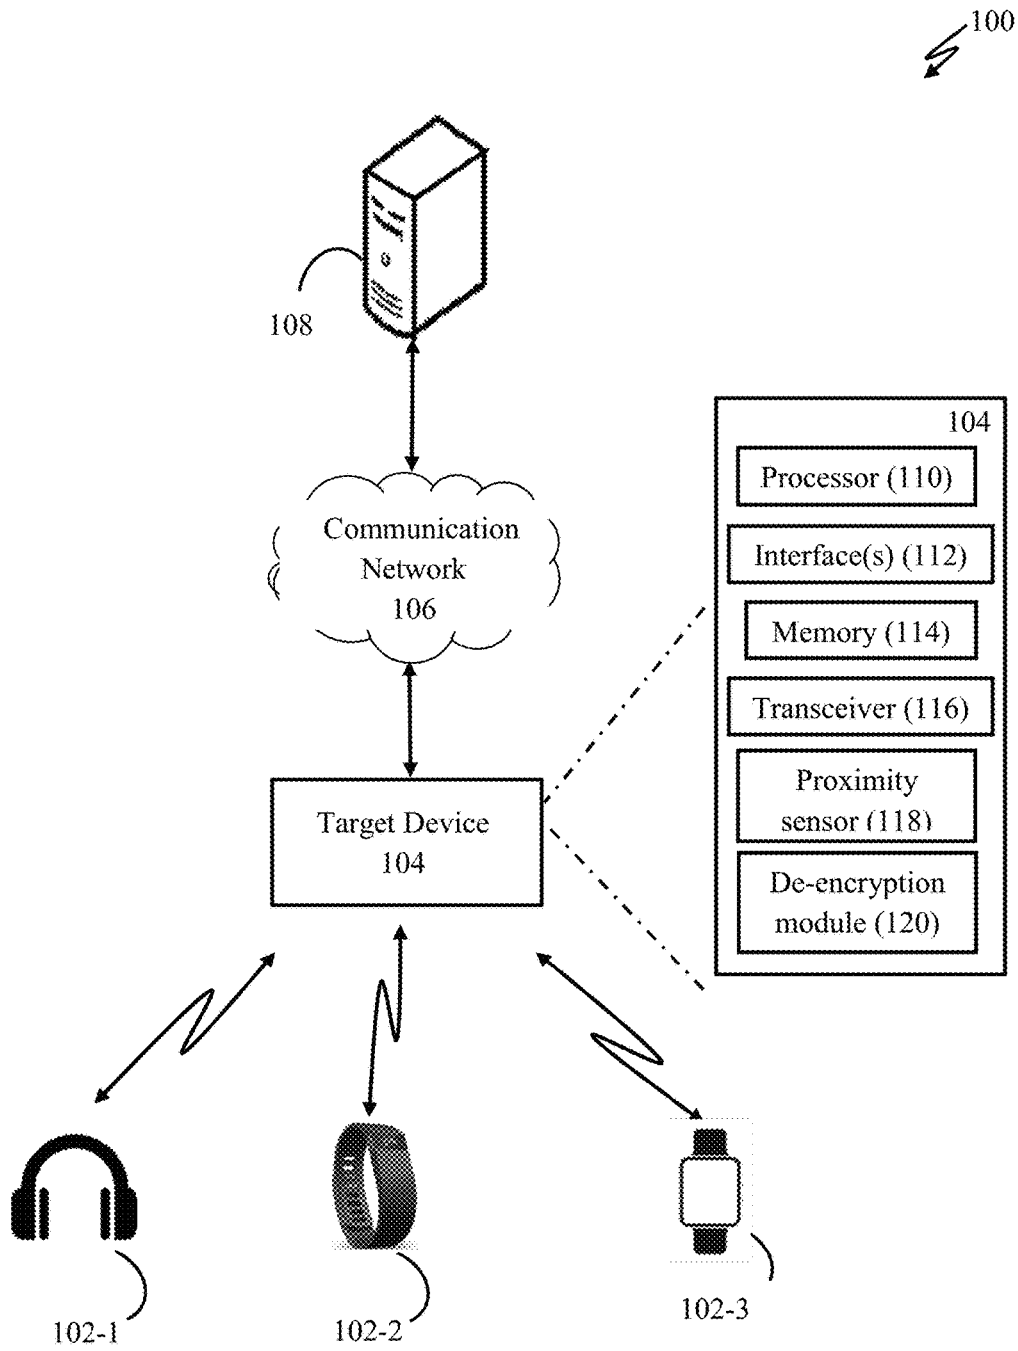 100
108
Communication
Network
106
Target Device
104
104
Processor (110)
Interface(s) (112)
Memory (114)
Transceiver (116)
Proximity
sensor (118)
De-encryption
module (120)
102-1
102-2
102-3